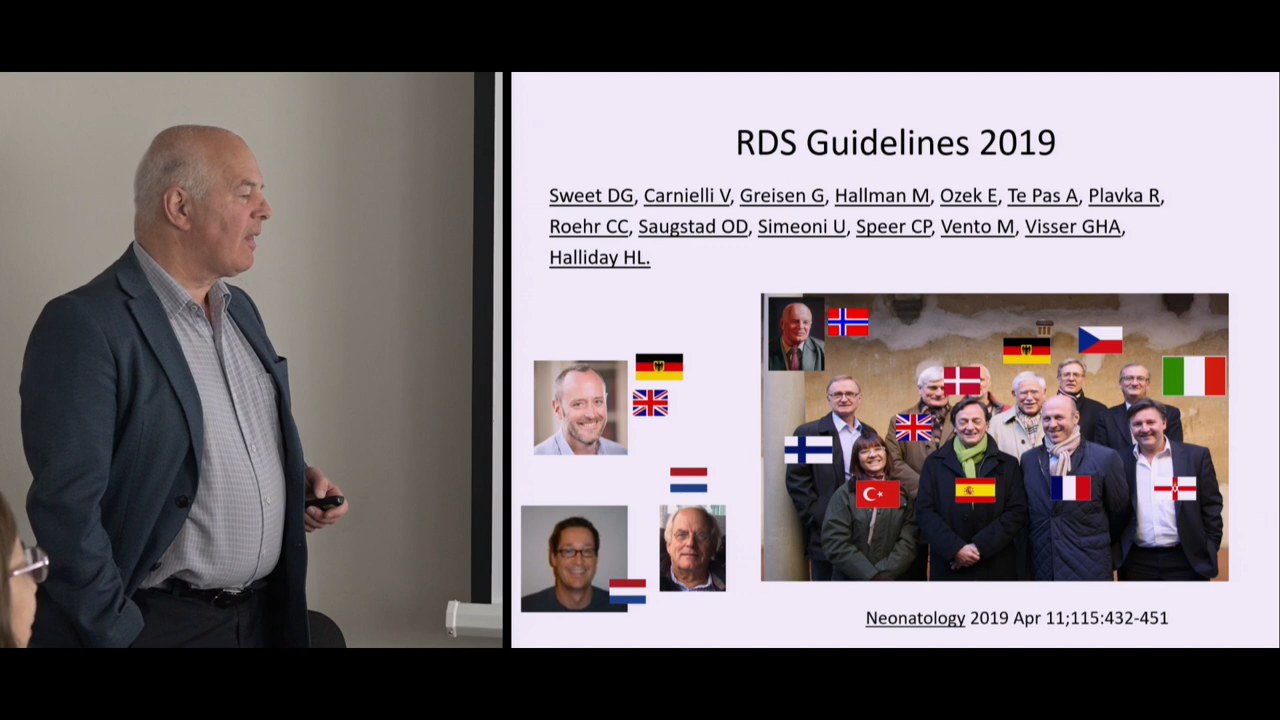 RDS Guidelines 2019
Sweet DG, Carnielli V, Greisen G, Hallman M, Ozek E, Te Pas A, Plavka R,
Roehr CC, Saugstad OD, Simeoni U, Speer CP, Vento M, Visser GHA,
Halliday HL.
Neonatology 2019 Apr 11;115:432-451